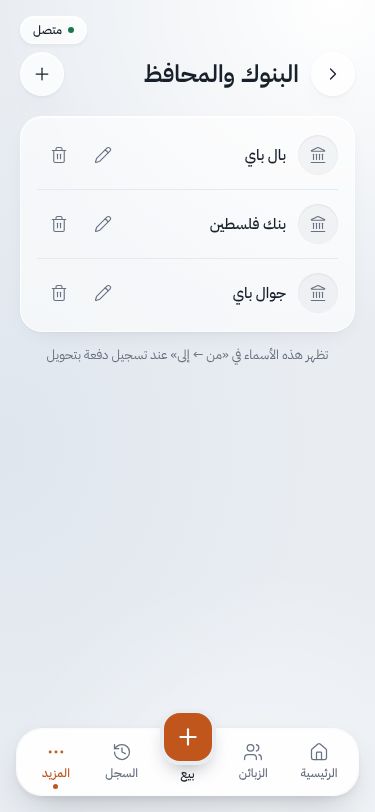 متصل
البنوك والمحافظ
بال باي
بنك فلسطين
جوال باي
تظهر هذه الأسماء في «من ← إلى» عند تسجيل دفعة بتحويل
الرئيسية
الزبائن
بيع
السجل
المزيد